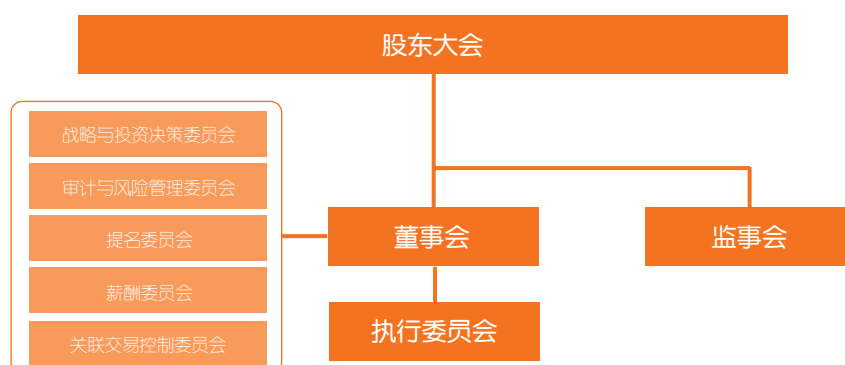 股东大会
战略与投资决策委员会
审计与风险管理委员会
提名委员会
薪酬委员会
关联交易控制委员会
董事会
监事会
执行委员会